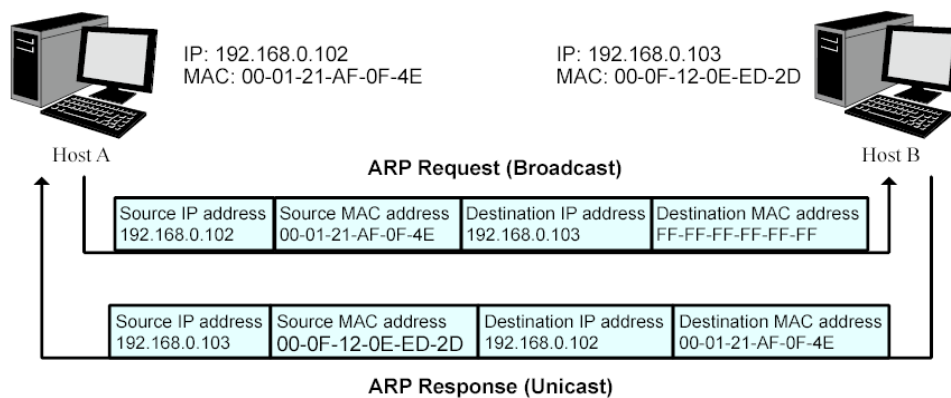 IP: 192.168.0.102
MAC: 00-01-21-AF-0F-4E
IP: 192.168.0.103
MAC: 00-0F-12-0E-ED-2D
Host A
Host B
ARP Request (Broadcast)
Source IP address
192.168.0.102
Source MAC address
00-01-21-AF-0F-4E
Destination IP address
192.168.0.103
Destination MAC address
FF-FF-FF-FF-FF-FF
Source IP address
192.168.0.103
Source MAC address
00-0F-12-0E-ED-2D
Destination IP address
192.168.0.102
Destination MAC address
00-01-21-AF-0F-4E
ARP Response (Unicast)